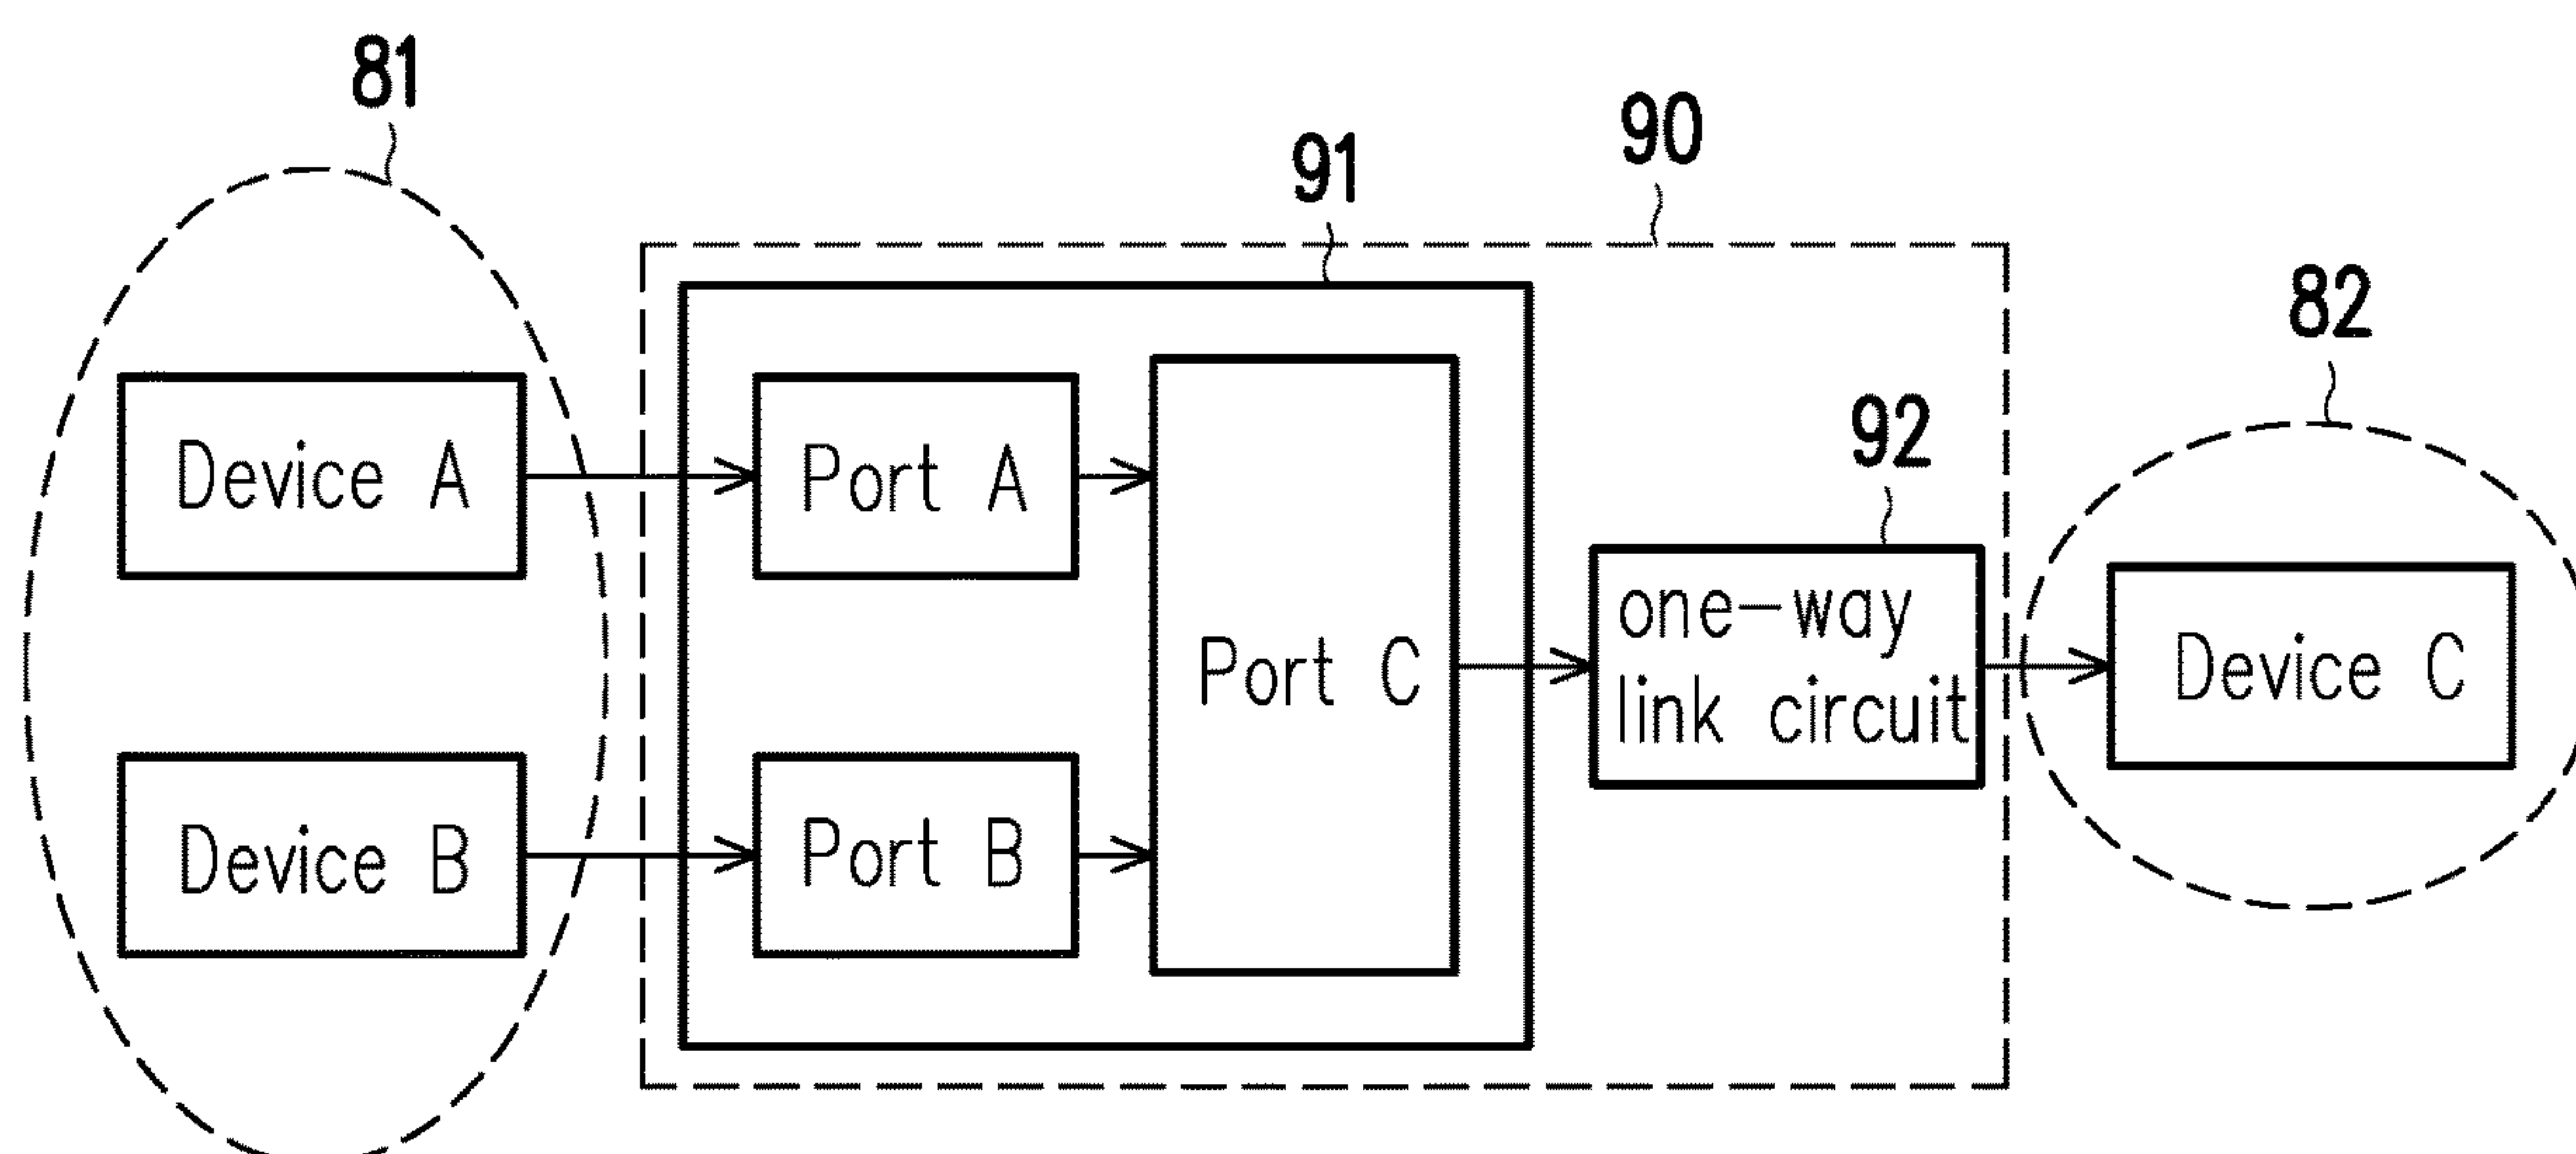 81
90
91
82
92
Device A
Port A
one-way
link circuit
Port C
Device C
Device B
Port B